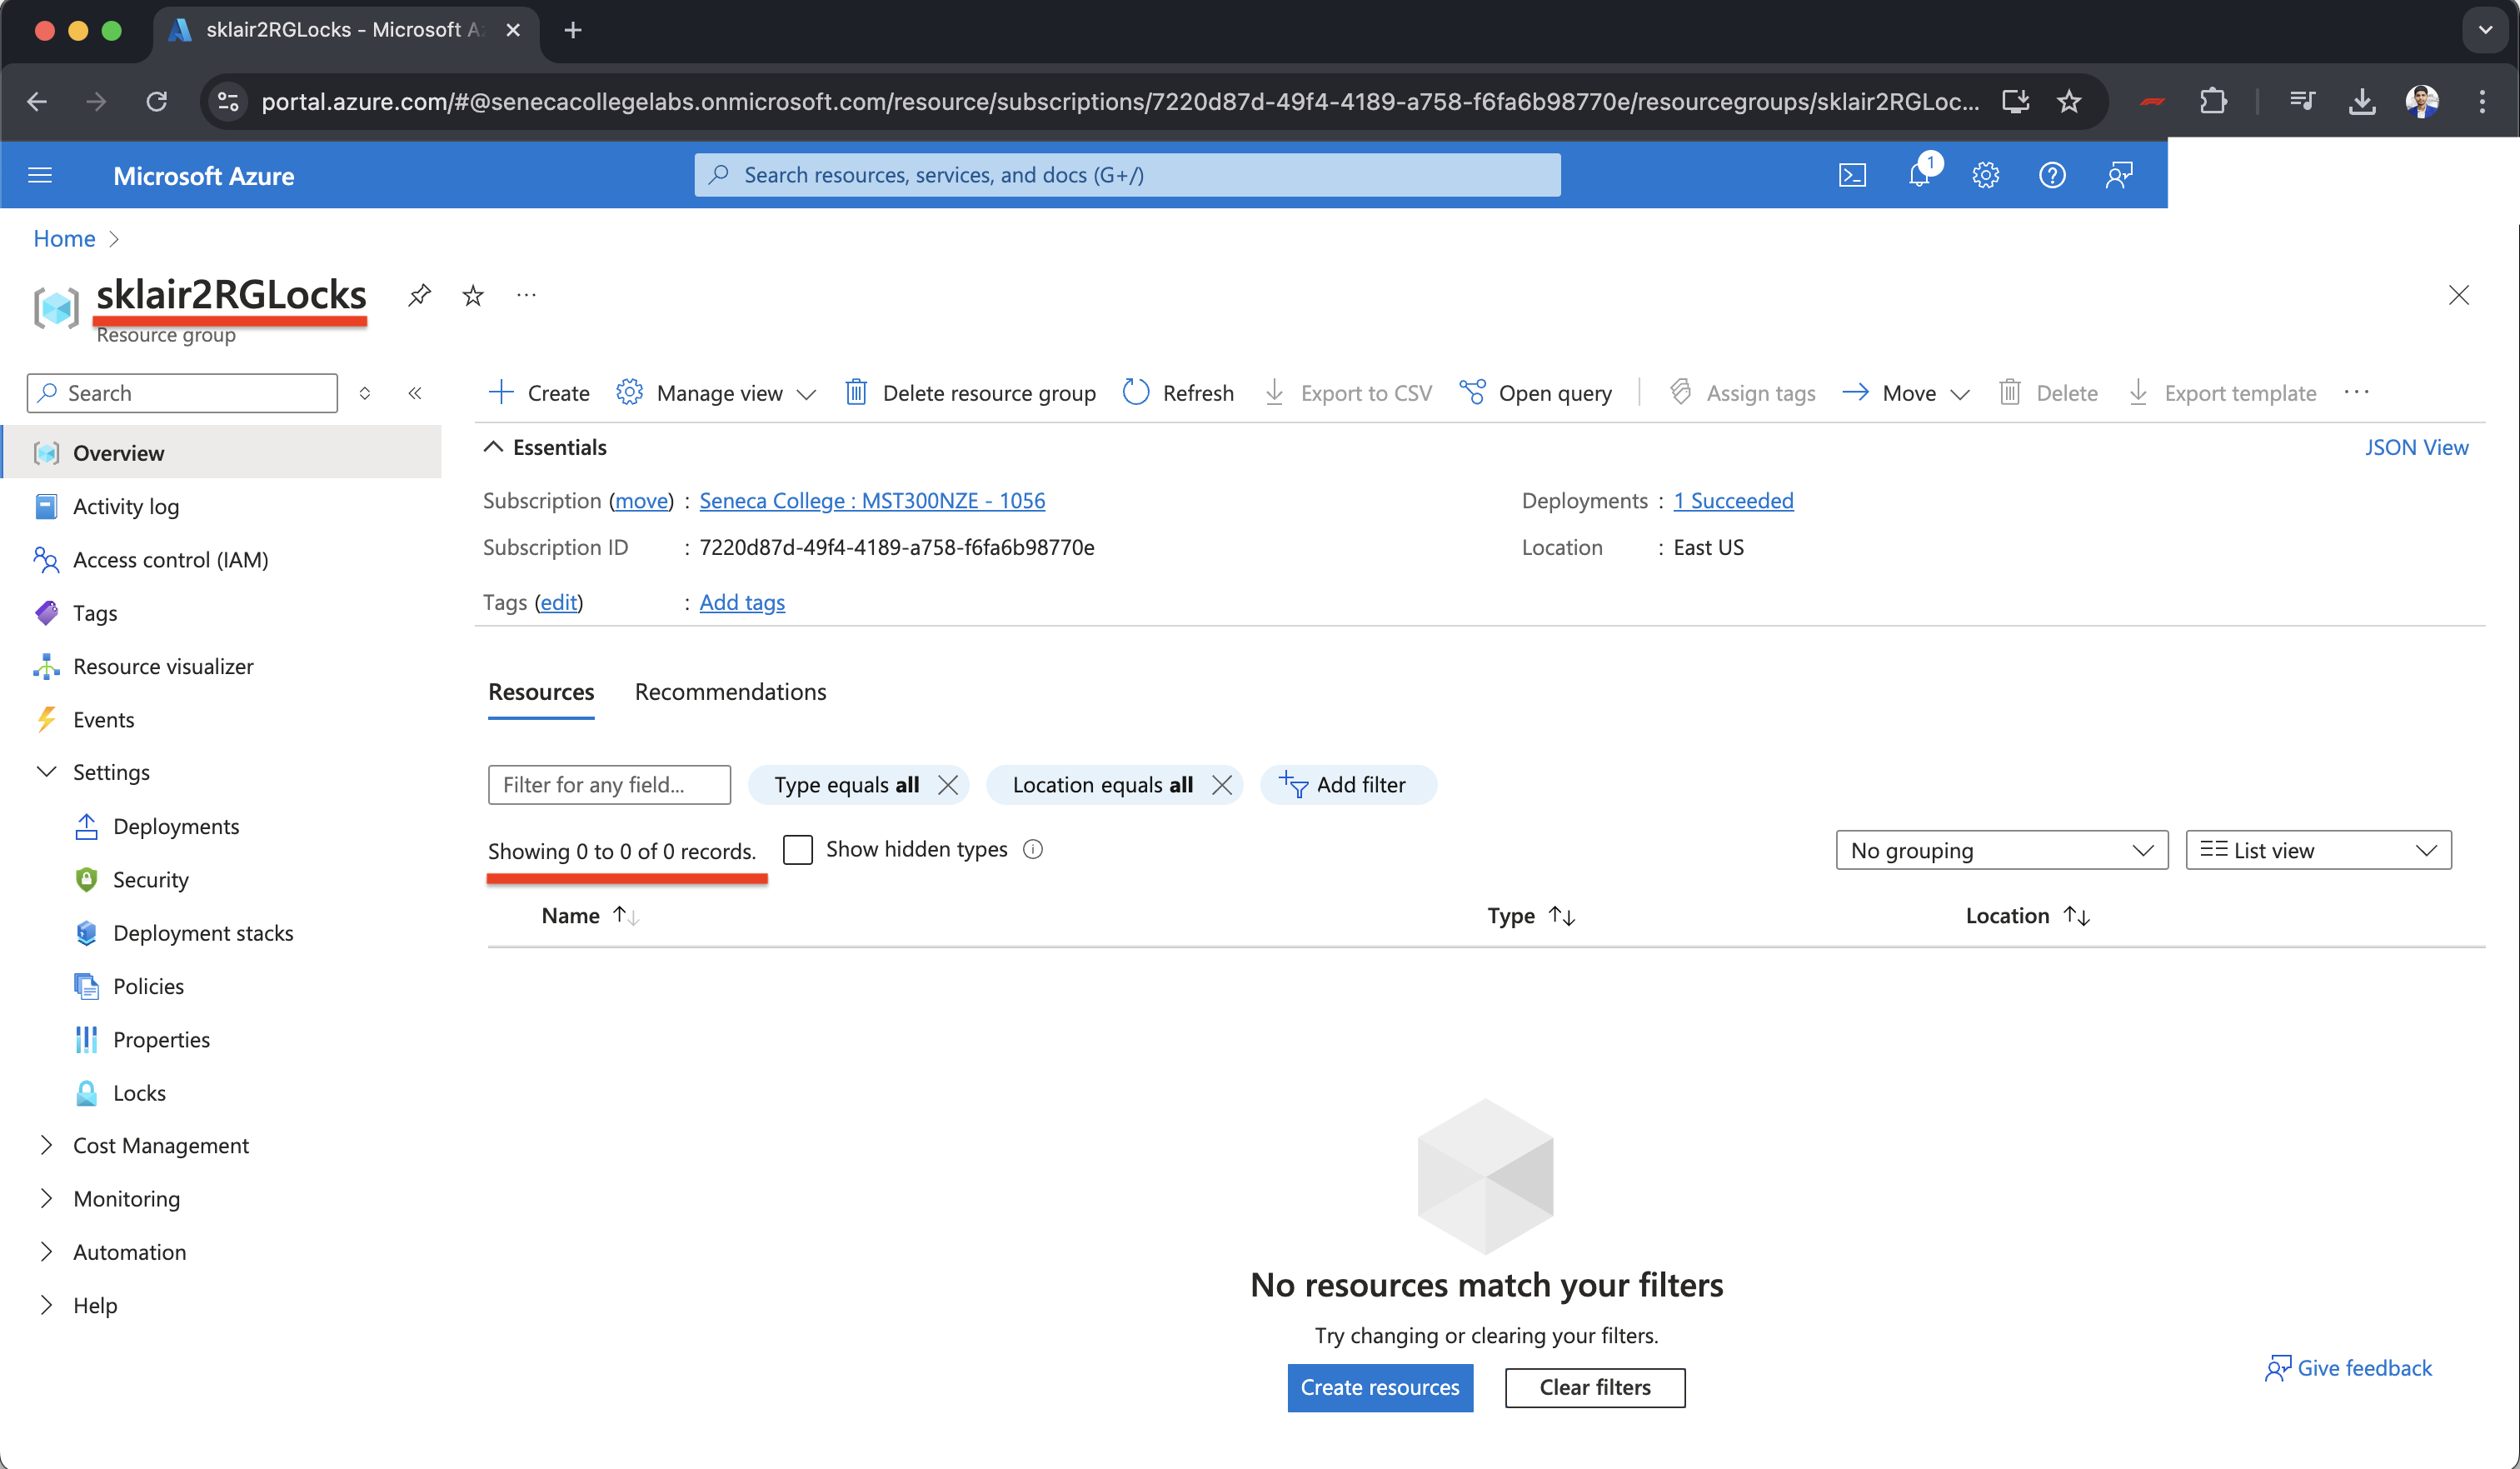 sklair2RGLocks - Microsoft A
portal.azure.com/#@senecacollegelabs.onmicrosoft.com/resource/subscriptions/7220d87d-49f4-4189-a758-f6fa6b98770e/resourcegroups/sklair2RGLoc...
Microsoft Azure
Search resources, services, and docs (G+/)
1
Home
sklair2RGLocks
Resource group
Search
Create
Manage view
Delete resource group
Refresh
Export to CSV
Open query
Assign tags
Move
Delete
Export template
Overview
Activity log
Access control (IAM)
Tags
Resource visualizer
Events
Settings
Deployments
Security
Deployment stacks
Policies
Properties
Locks
Cost Management
Monitoring
Automation
Help
Essentials
JSON View
Subscription (move) : Seneca College : MST300NZE - 1056
Deployments : 1 Succeeded
Subscription ID : 7220d87d-49f4-4189-a758-f6fa6b98770e
Location : East US
Tags (edit) : Add tags
Resources
Recommendations
Filter for any field...
Type equals all
Location equals all
Add filter
Showing 0 to 0 of 0 records.
Show hidden types
No grouping
List view
Name
Type
Location
No resources match your filters
Try changing or clearing your filters.
Create resources
Clear filters
Give feedback